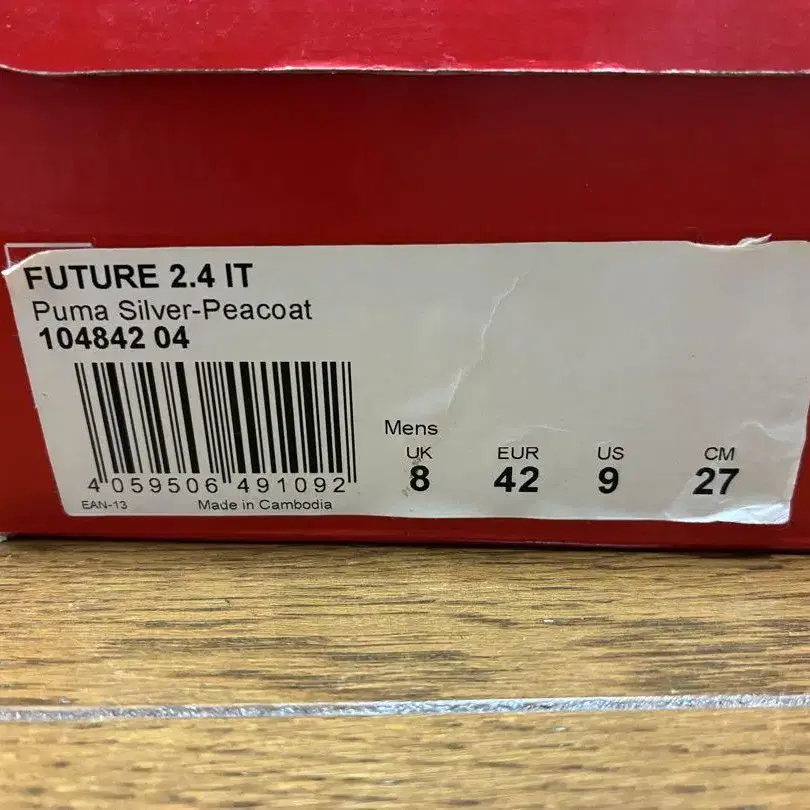 FUTURE 2.4 IT
Puma Silver-Peacoat
104842 04
4 059506 491092
EAN-13 Made in Cambodia
Mens
UK EUR US CM
8 42 9 27